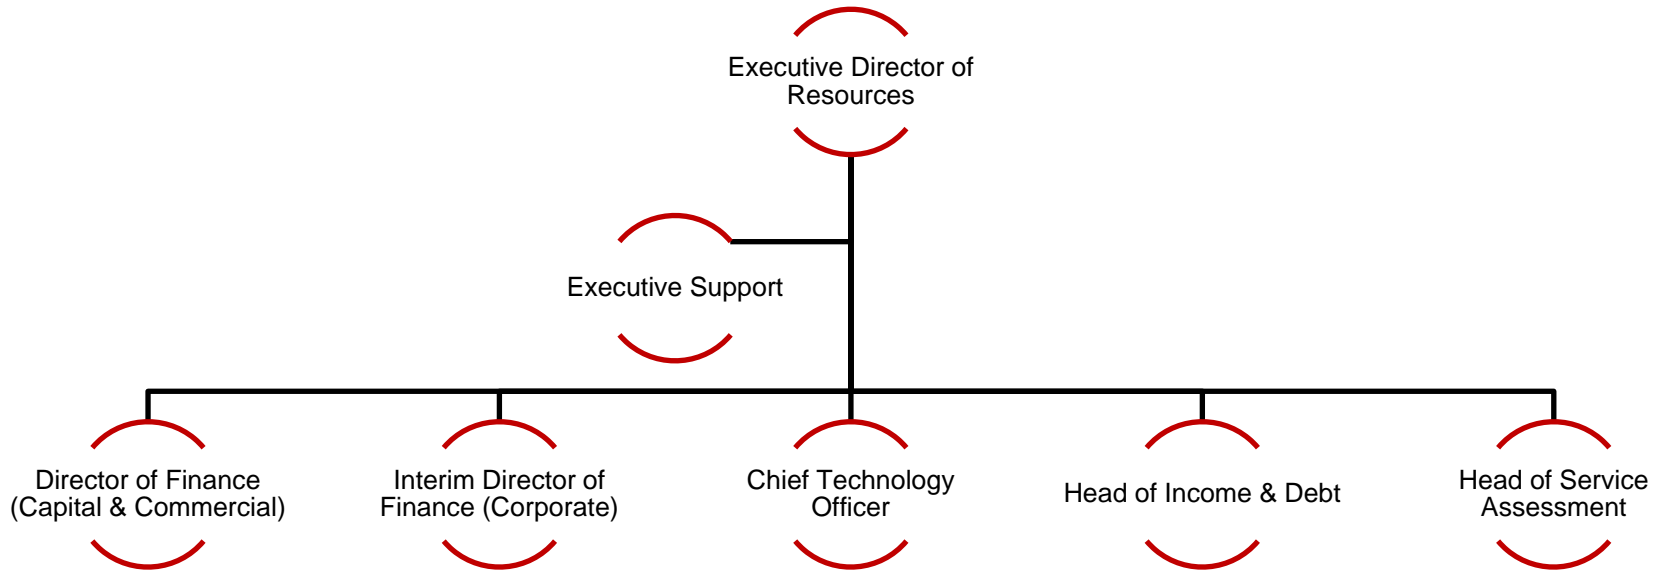 Executive Director of
Resources
Executive Support
Director of Finance
(Capital & Commercial)
Interim Director of
Finance (Corporate)
Chief Technology
Officer
Head of Income & Debt
Head of Service
Assessment